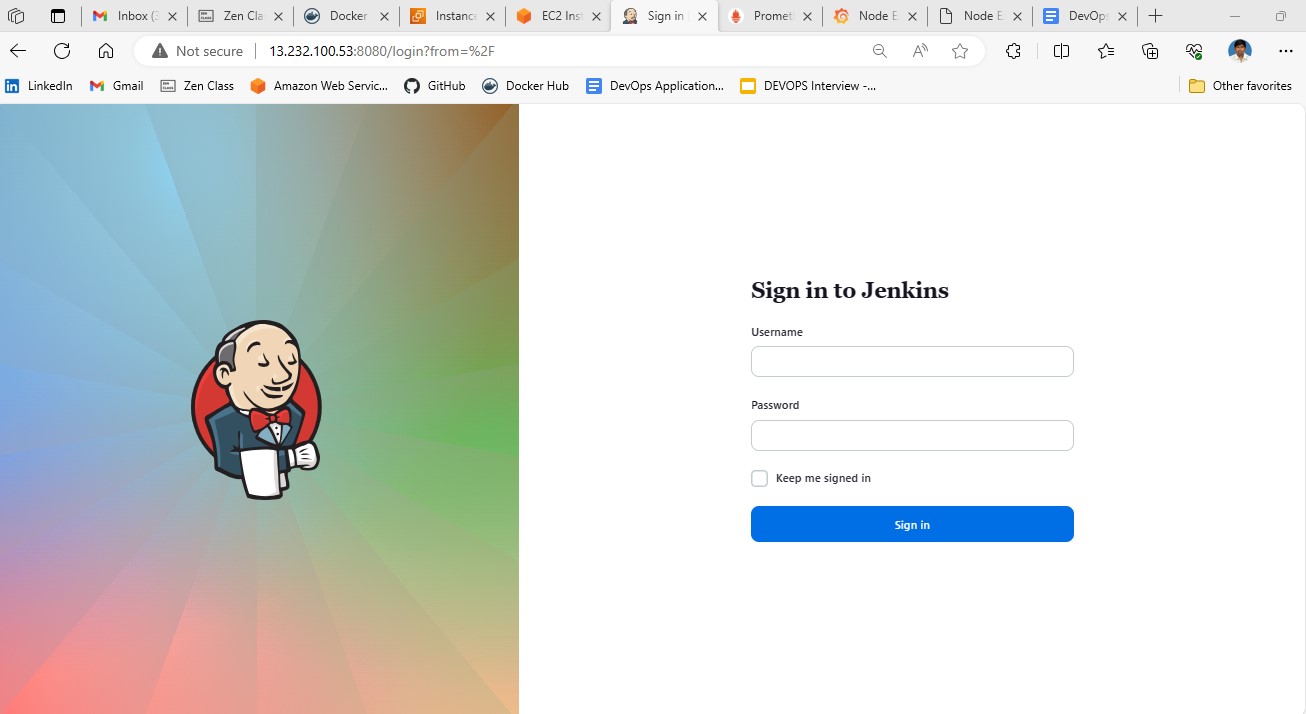 Inbox (3 Zen Cla Docker Instance EC2 Inst Sign in Promet Node E Node E DevOps
Not secure 13.232.100.53:8080/login?from=%2F
LinkedIn Gmail Zen Class Amazon Web Servic... GitHub Docker Hub DevOps Application... DEVOPS Interview -... Other favorites
Sign in to Jenkins
Username
Password
Keep me signed in
Sign in